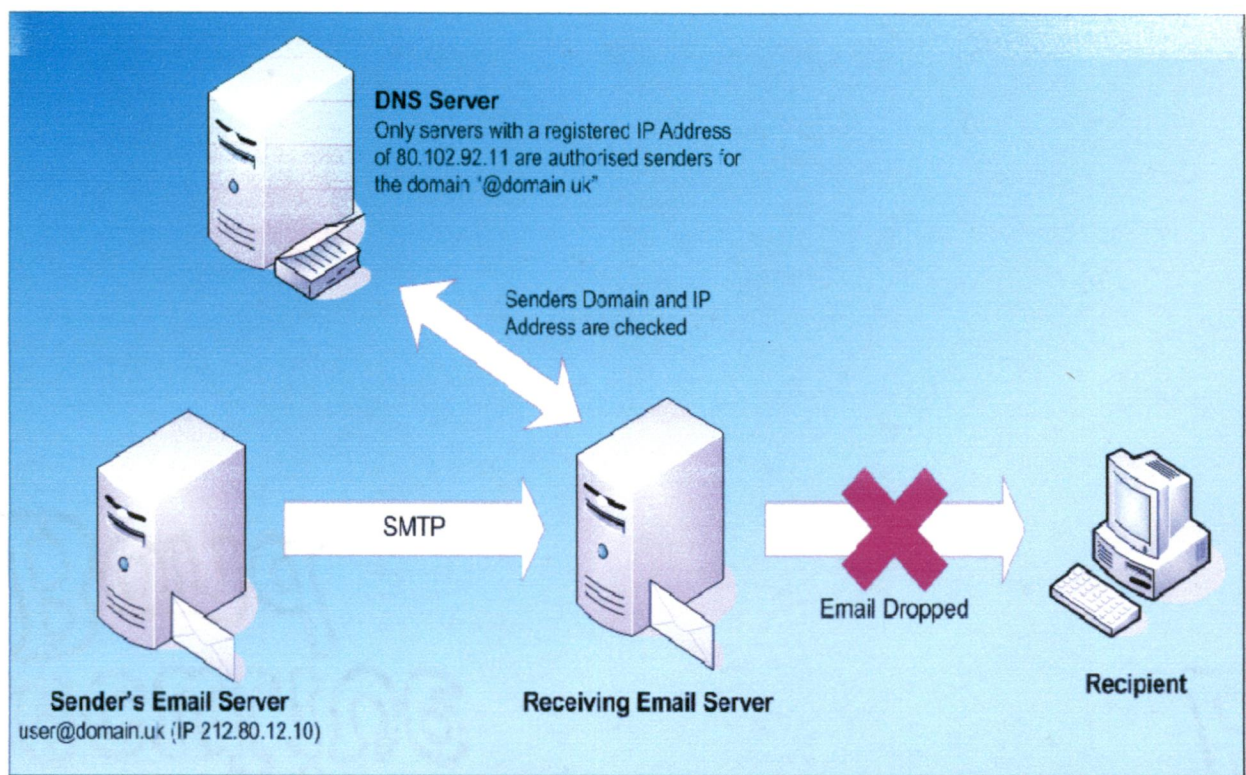 DNS Server
Only servers with a registered IP Address
of 80.102.92.11 are authorised senders for
the domain "@domain.uk"
Senders Domain and IP
Address are checked
SMTP
Email Dropped
Sender's Email Server
user@domain.uk (IP 212.80.12.10)
Receiving Email Server
Recipient